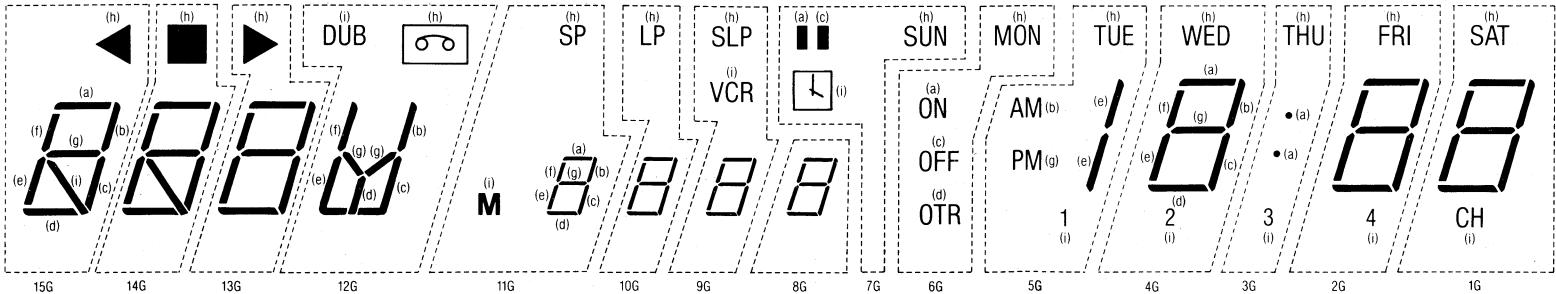 (h) (h) (h) (i) (h) (h) (h) (h) (a) (c) (h) (h) (h) (h) (h) (h) (h)
DUB SP LP SLP SUN MON TUE WED THU FRI SAT
(i) (a)
VCR (i)
(a) (a) ON AM (b) (e) (f) (g) (b) (a)
(f) (g) (b) (f) (g) (g) (b)
(c)
OFF PM (g) (e) (e) (c) (a)
(a)
(e) (i) (c) (e) (d) (c) (i) (f) (g) (b) (d)
M (e) (c) OTR (d)
(d) (d) 1 2 3 4 CH
(i) (i) (i) (i) (i)
15G 14G 13G 12G 11G 10G 9G 8G 7G 6G 5G 4G 3G 2G 1G